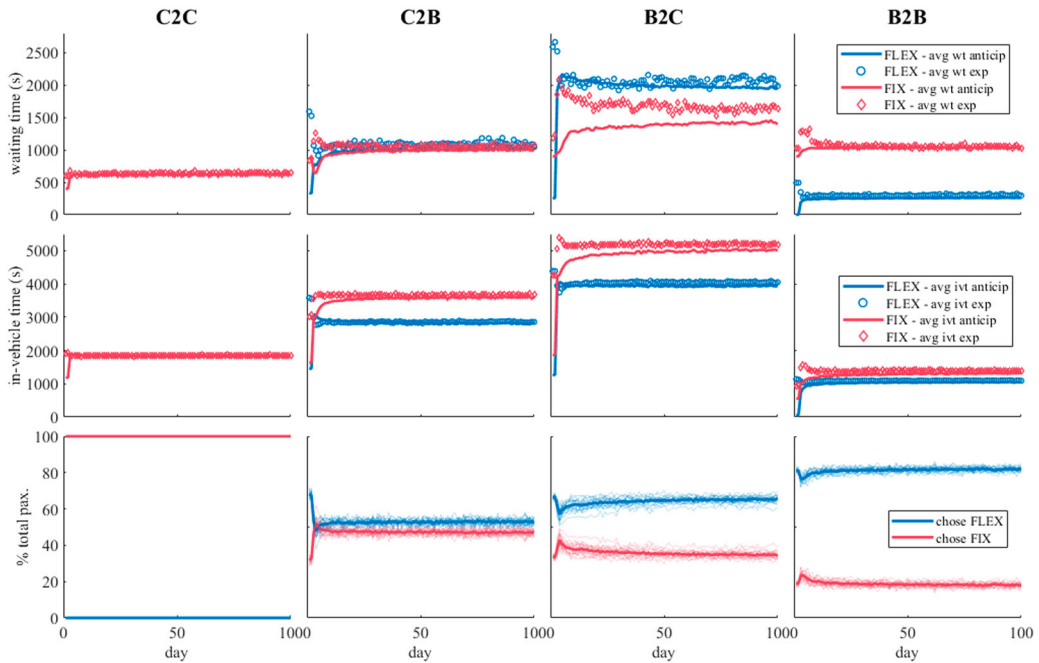 C2C C2B B2C B2B
waiting time (s)
2500
2000
1500
1000
500
0
FLEX - avg wt anticip
FLEX - avg wt exp
FIX - avg wt anticip
FIX - avg wt exp
in-vehicle time (s)
5000
4000
3000
2000
1000
0
FLEX - avg ivt anticip
FLEX - avg ivt exp
FIX - avg ivt anticip
FIX - avg ivt exp
% total pax.
100
80
60
40
20
0
chose FLEX
chose FIX
0 50 1000 50 1000 50 1000 50 100
day day day day